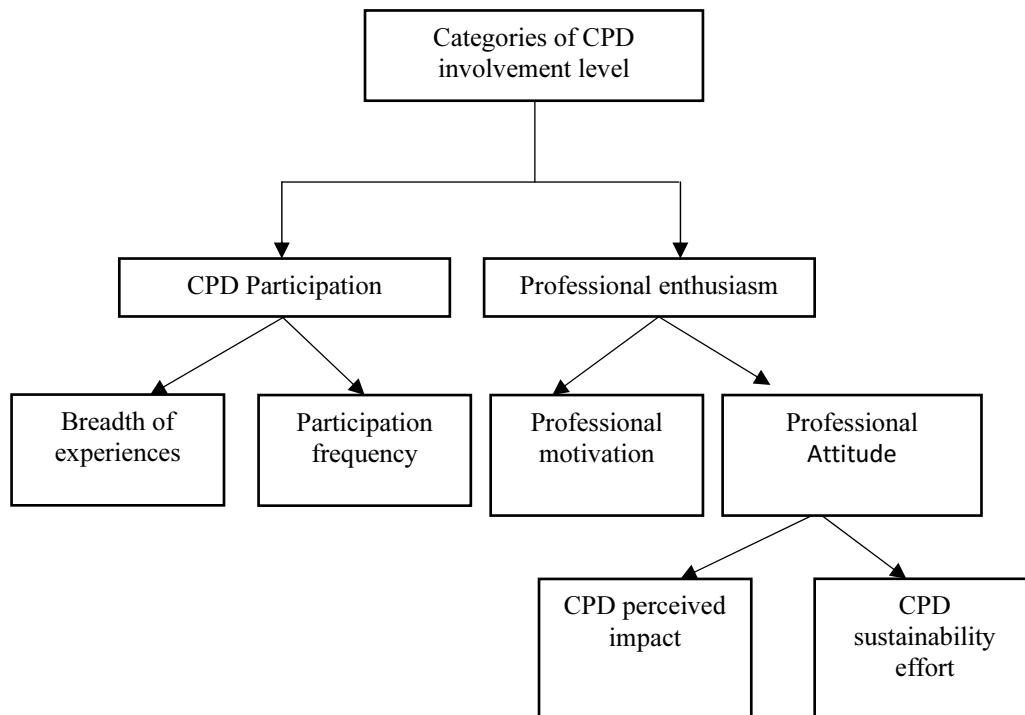 Categories of CPD
involvement level
CPD Participation
Professional enthusiasm
Breadth of
experiences
Participation
frequency
Professional
motivation
Professional
Attitude
CPD perceived
impact
CPD
sustainability
effort